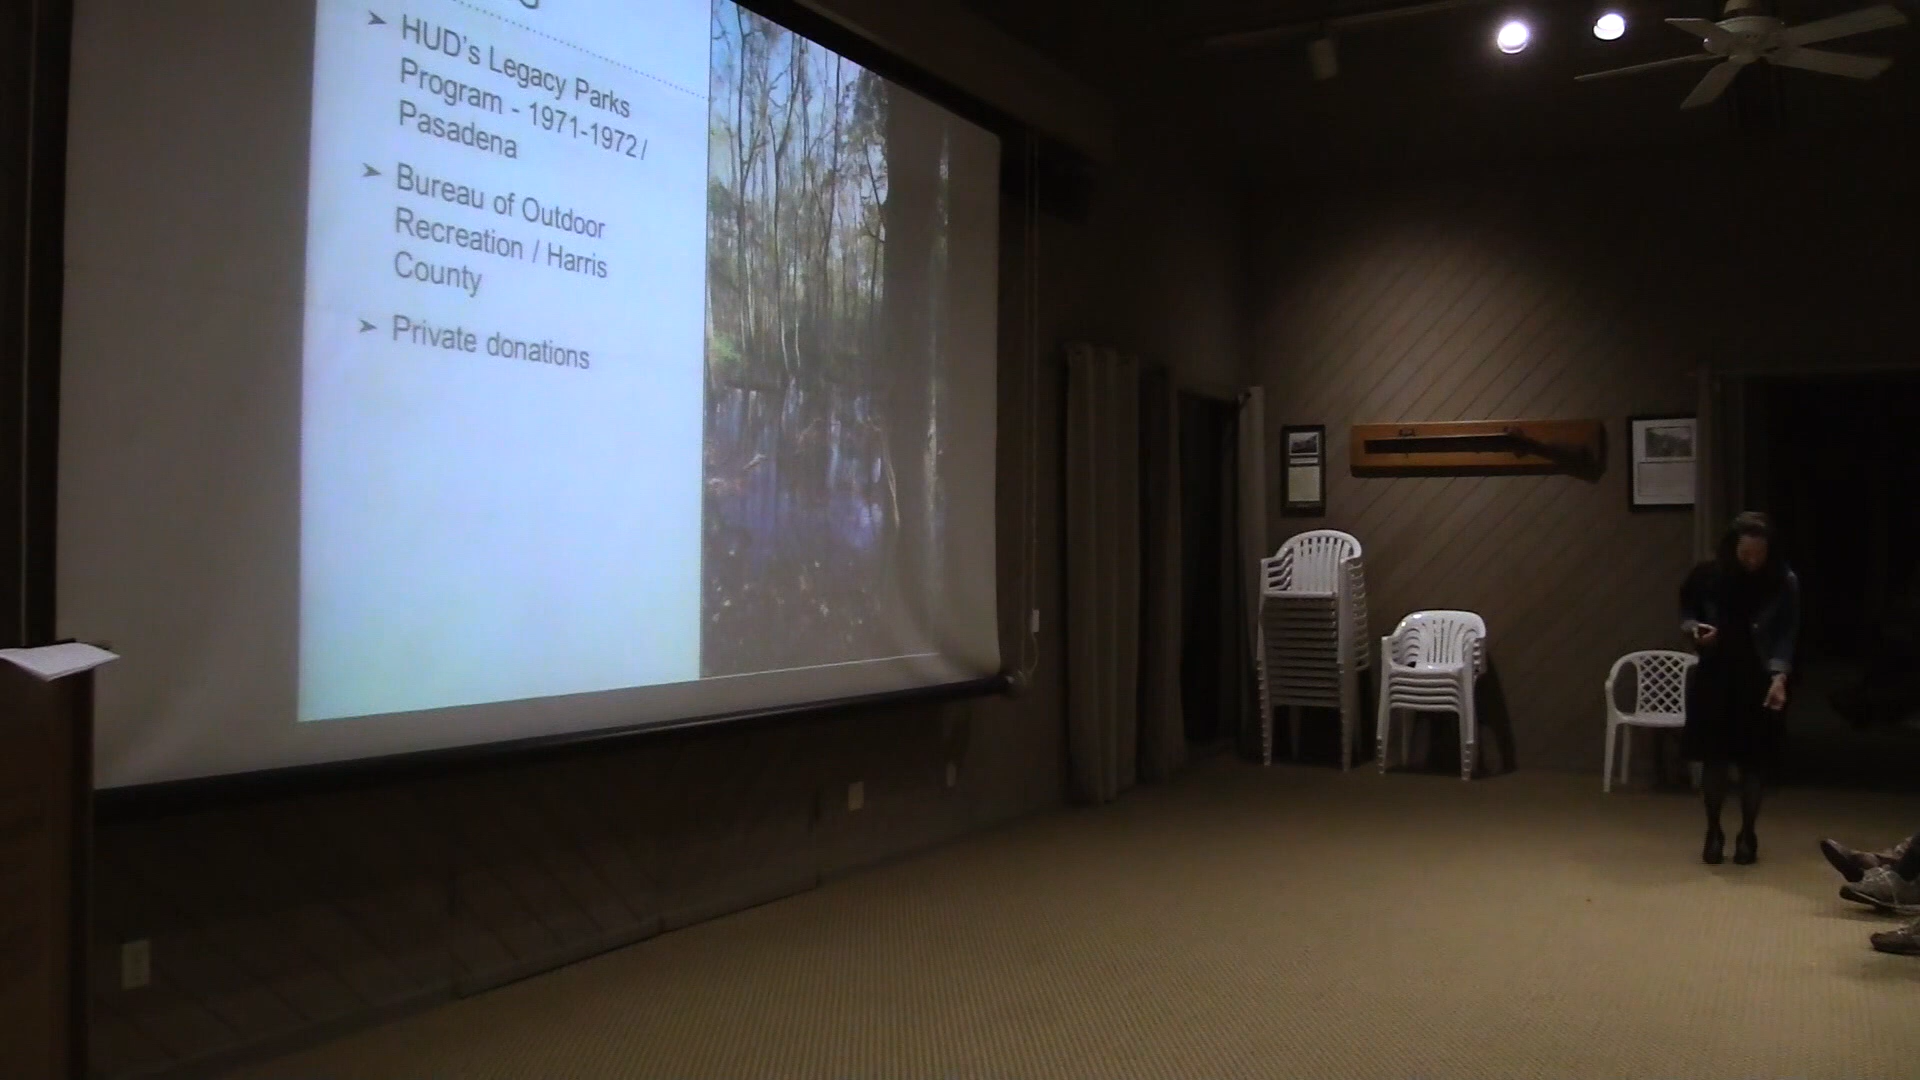 HUD's Legacy Parks
Program - 1971-1972 /
Pasadena
Bureau of Outdoor
Recreation / Harris
County
Private donations